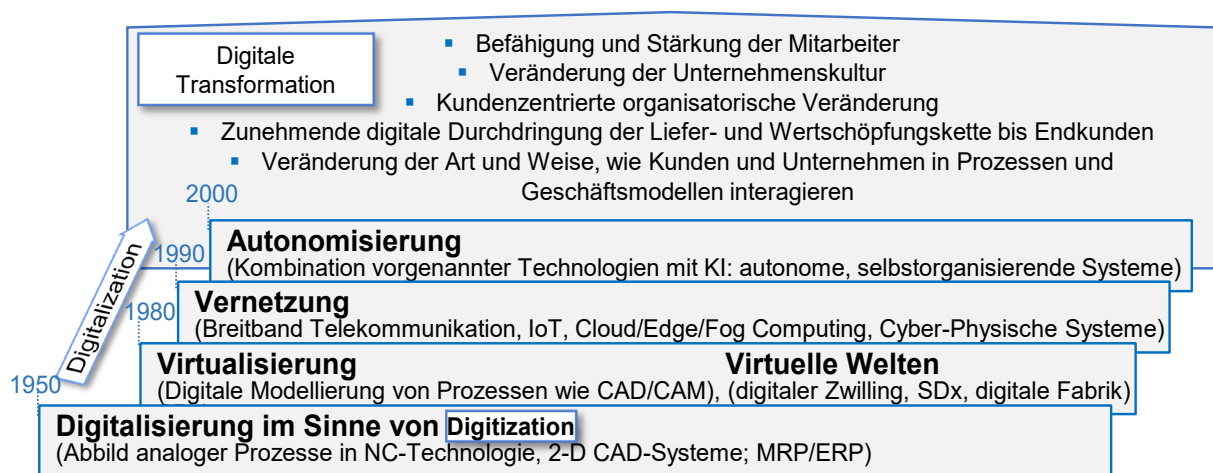 Digitale
Transformation
▪ Befähigung und Stärkung der Mitarbeiter
▪ Veränderung der Unternehmenskultur
▪ Kundenzentrierte organisatorische Veränderung
▪ Zunehmende digitale Durchdringung der Liefer- und Wertschöpfungskette bis Endkunden
▪ Veränderung der Art und Weise, wie Kunden und Unternehmen in Prozessen und
Geschäftsmodellen interagieren
2000
Autonomisierung
(Kombination vorgenannter Technologien mit KI: autonome, selbstorganisierende Systeme)
1990
Digitalization
Vernetzung
(Breitband Telekommunikation, IoT, Cloud/Edge/Fog Computing, Cyber-Physische Systeme)
1980
Virtualisierung Virtuelle Welten
(Digitale Modellierung von Prozessen wie CAD/CAM), (digitaler Zwilling, SDx, digitale Fabrik)
1950
Digitalisierung im Sinne von Digitization
(Abbild analoger Prozesse in NC-Technologie, 2-D CAD-Systeme; MRP/ERP)